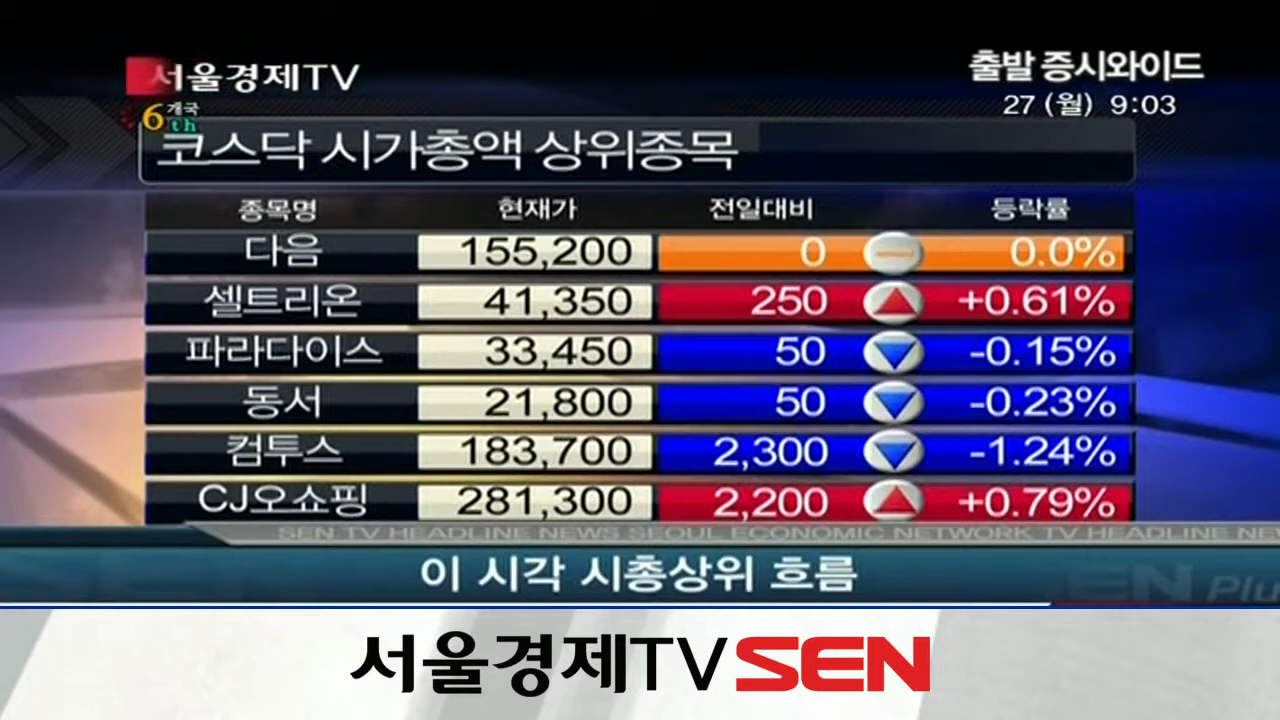 서울경제TV
출발 증시와이드
6th 개국
27 (월) 9:03
코스닥 시가총액 상위종목
종목명 현재가 전일대비 등락률
다음 155,200 0 0.0%
셀트리온 41,350 250 ▲ +0.61%
파라다이스 33,450 50 ▼ -0.15%
동서 21,800 50 ▼ -0.23%
컴투스 183,700 2,300 ▼ -1.24%
CJ오쇼핑 281,300 2,200 ▲ +0.79%
SEN TV HEADLINE NEWS SEOUL ECONOMIC NETWORK TV HEADLINE NEW
이 시각 시총상위 흐름
EN Plu
서울경제TV SEN